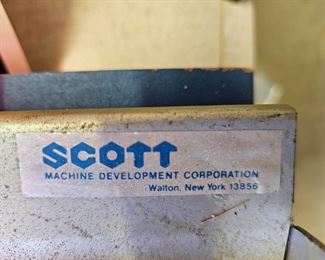 SCOTT
MACHINE DEVELOPMENT CORPORATION
Walton, New York 13856